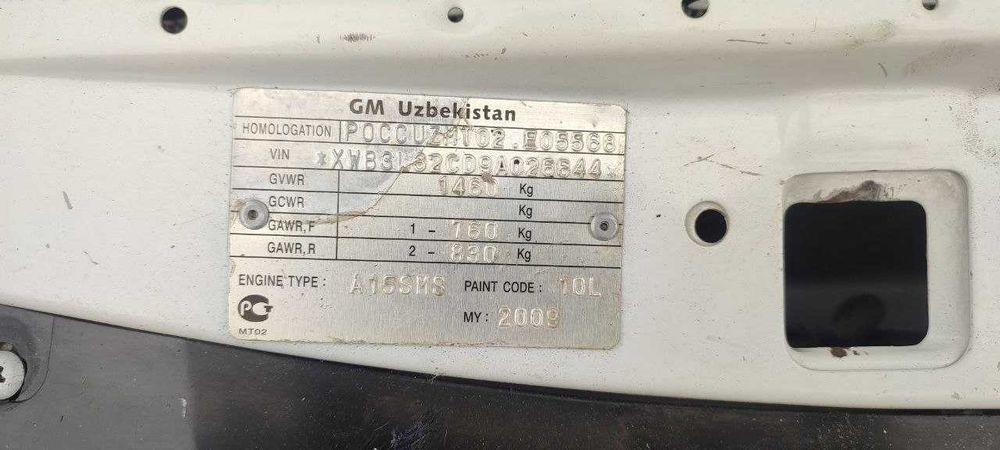 GM Uzbekistan
HOMOLOGATION
VIN
GVWR 1460 Kg
GCWR Kg
GAWR,F 1 - 760 Kg
GAWR,R 2 - 830 Kg
ENGINE TYPE : A15SMS PAINT CODE : 10L
MY : 2009
MT02